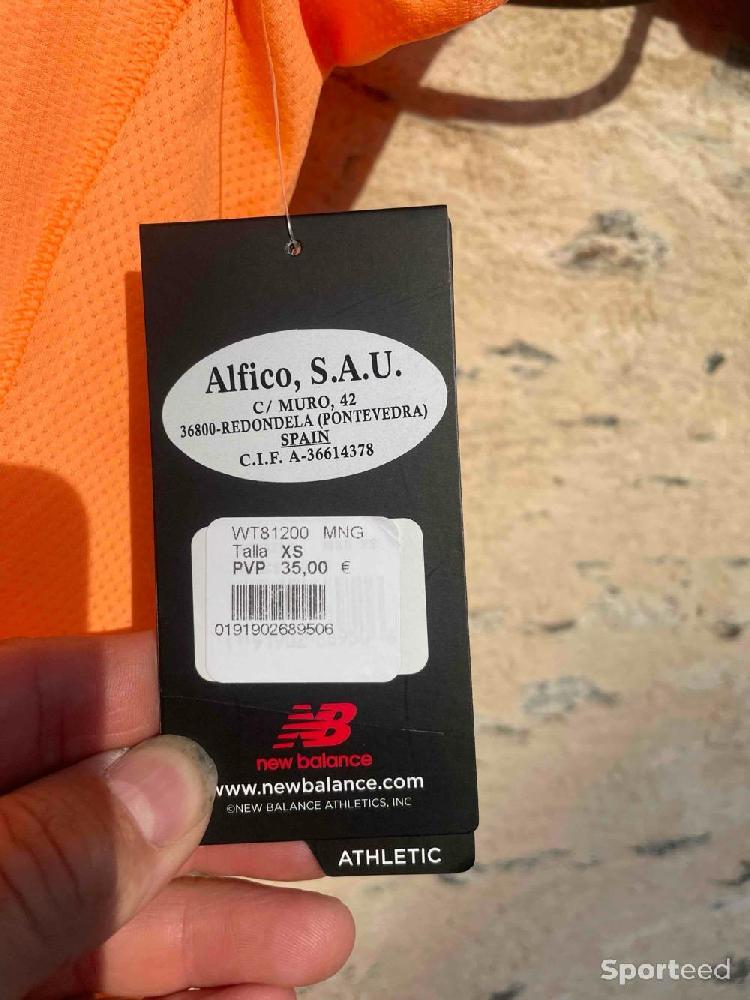 Alfico, S.A.U.
C/ MURO, 42
36800-REDONDELA (PONTEVEDRA)
SPAIN
C.I.F. A-36614378
WT81200 MNG
Talla XS
PVP 35,00 €
0191902689506
NB
new balance
www.newbalance.com
©NEW BALANCE ATHLETICS, INC
ATHLETIC
Sporteed